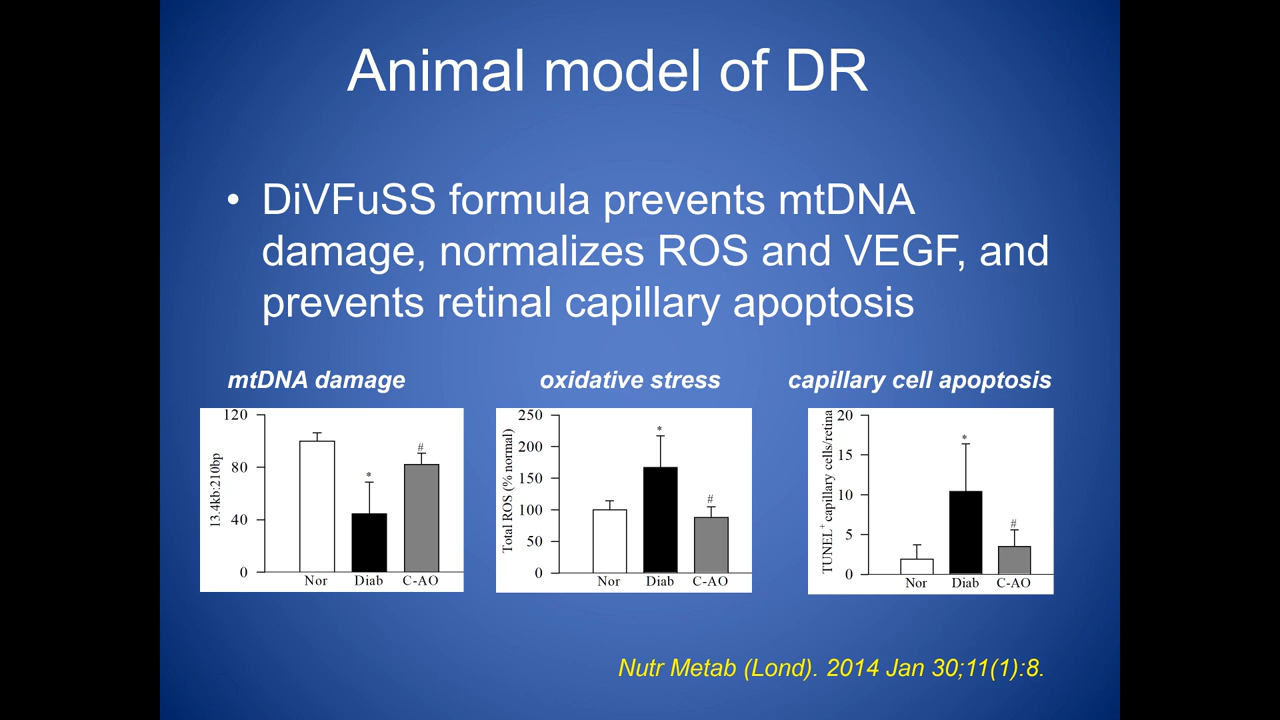 Animal model of DR
• DiVFuSS formula prevents mtDNA
damage, normalizes ROS and VEGF, and
prevents retinal capillary apoptosis
mtDNA damage
120
80
40
0
13.4kb:210bp
*
#
Nor Diab C-AO
oxidative stress
250
200
150
100
50
0
Total ROS (% normal)
*
#
Nor Diab C-AO
capillary cell apoptosis
20
15
10
5
0
TUNEL+ capillary cells/retina
*
#
Nor Diab C-AO
Nutr Metab (Lond). 2014 Jan 30;11(1):8.